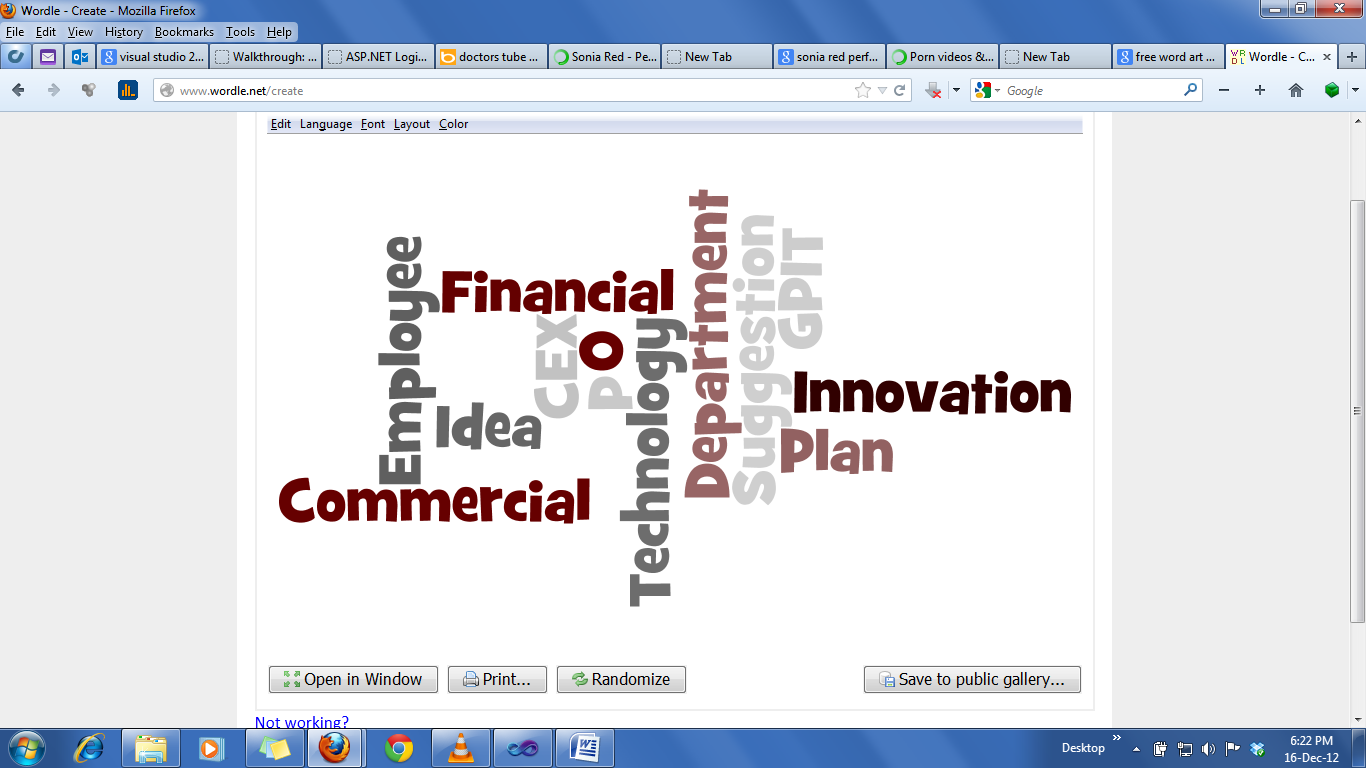 Wordle - Create - Mozilla Firefox
File Edit View History Bookmarks Tools Help
visual studio 2... Walkthrough: ... ASP.NET Logi... doctors tube ... Sonia Red - Pe... New Tab sonia red perf... Porn videos &... New Tab free word art ... Wordle - C...
www.wordle.net/create Google
Edit Language Font Layout Color
Employee
Financial
CEX
O
P
Technology
Department
Suggestion
GPIT
Innovation
Idea
Plan
Commercial
Open in Window Print... Randomize Save to public gallery...
Not working?
Desktop
6:22 PM
16-Dec-12